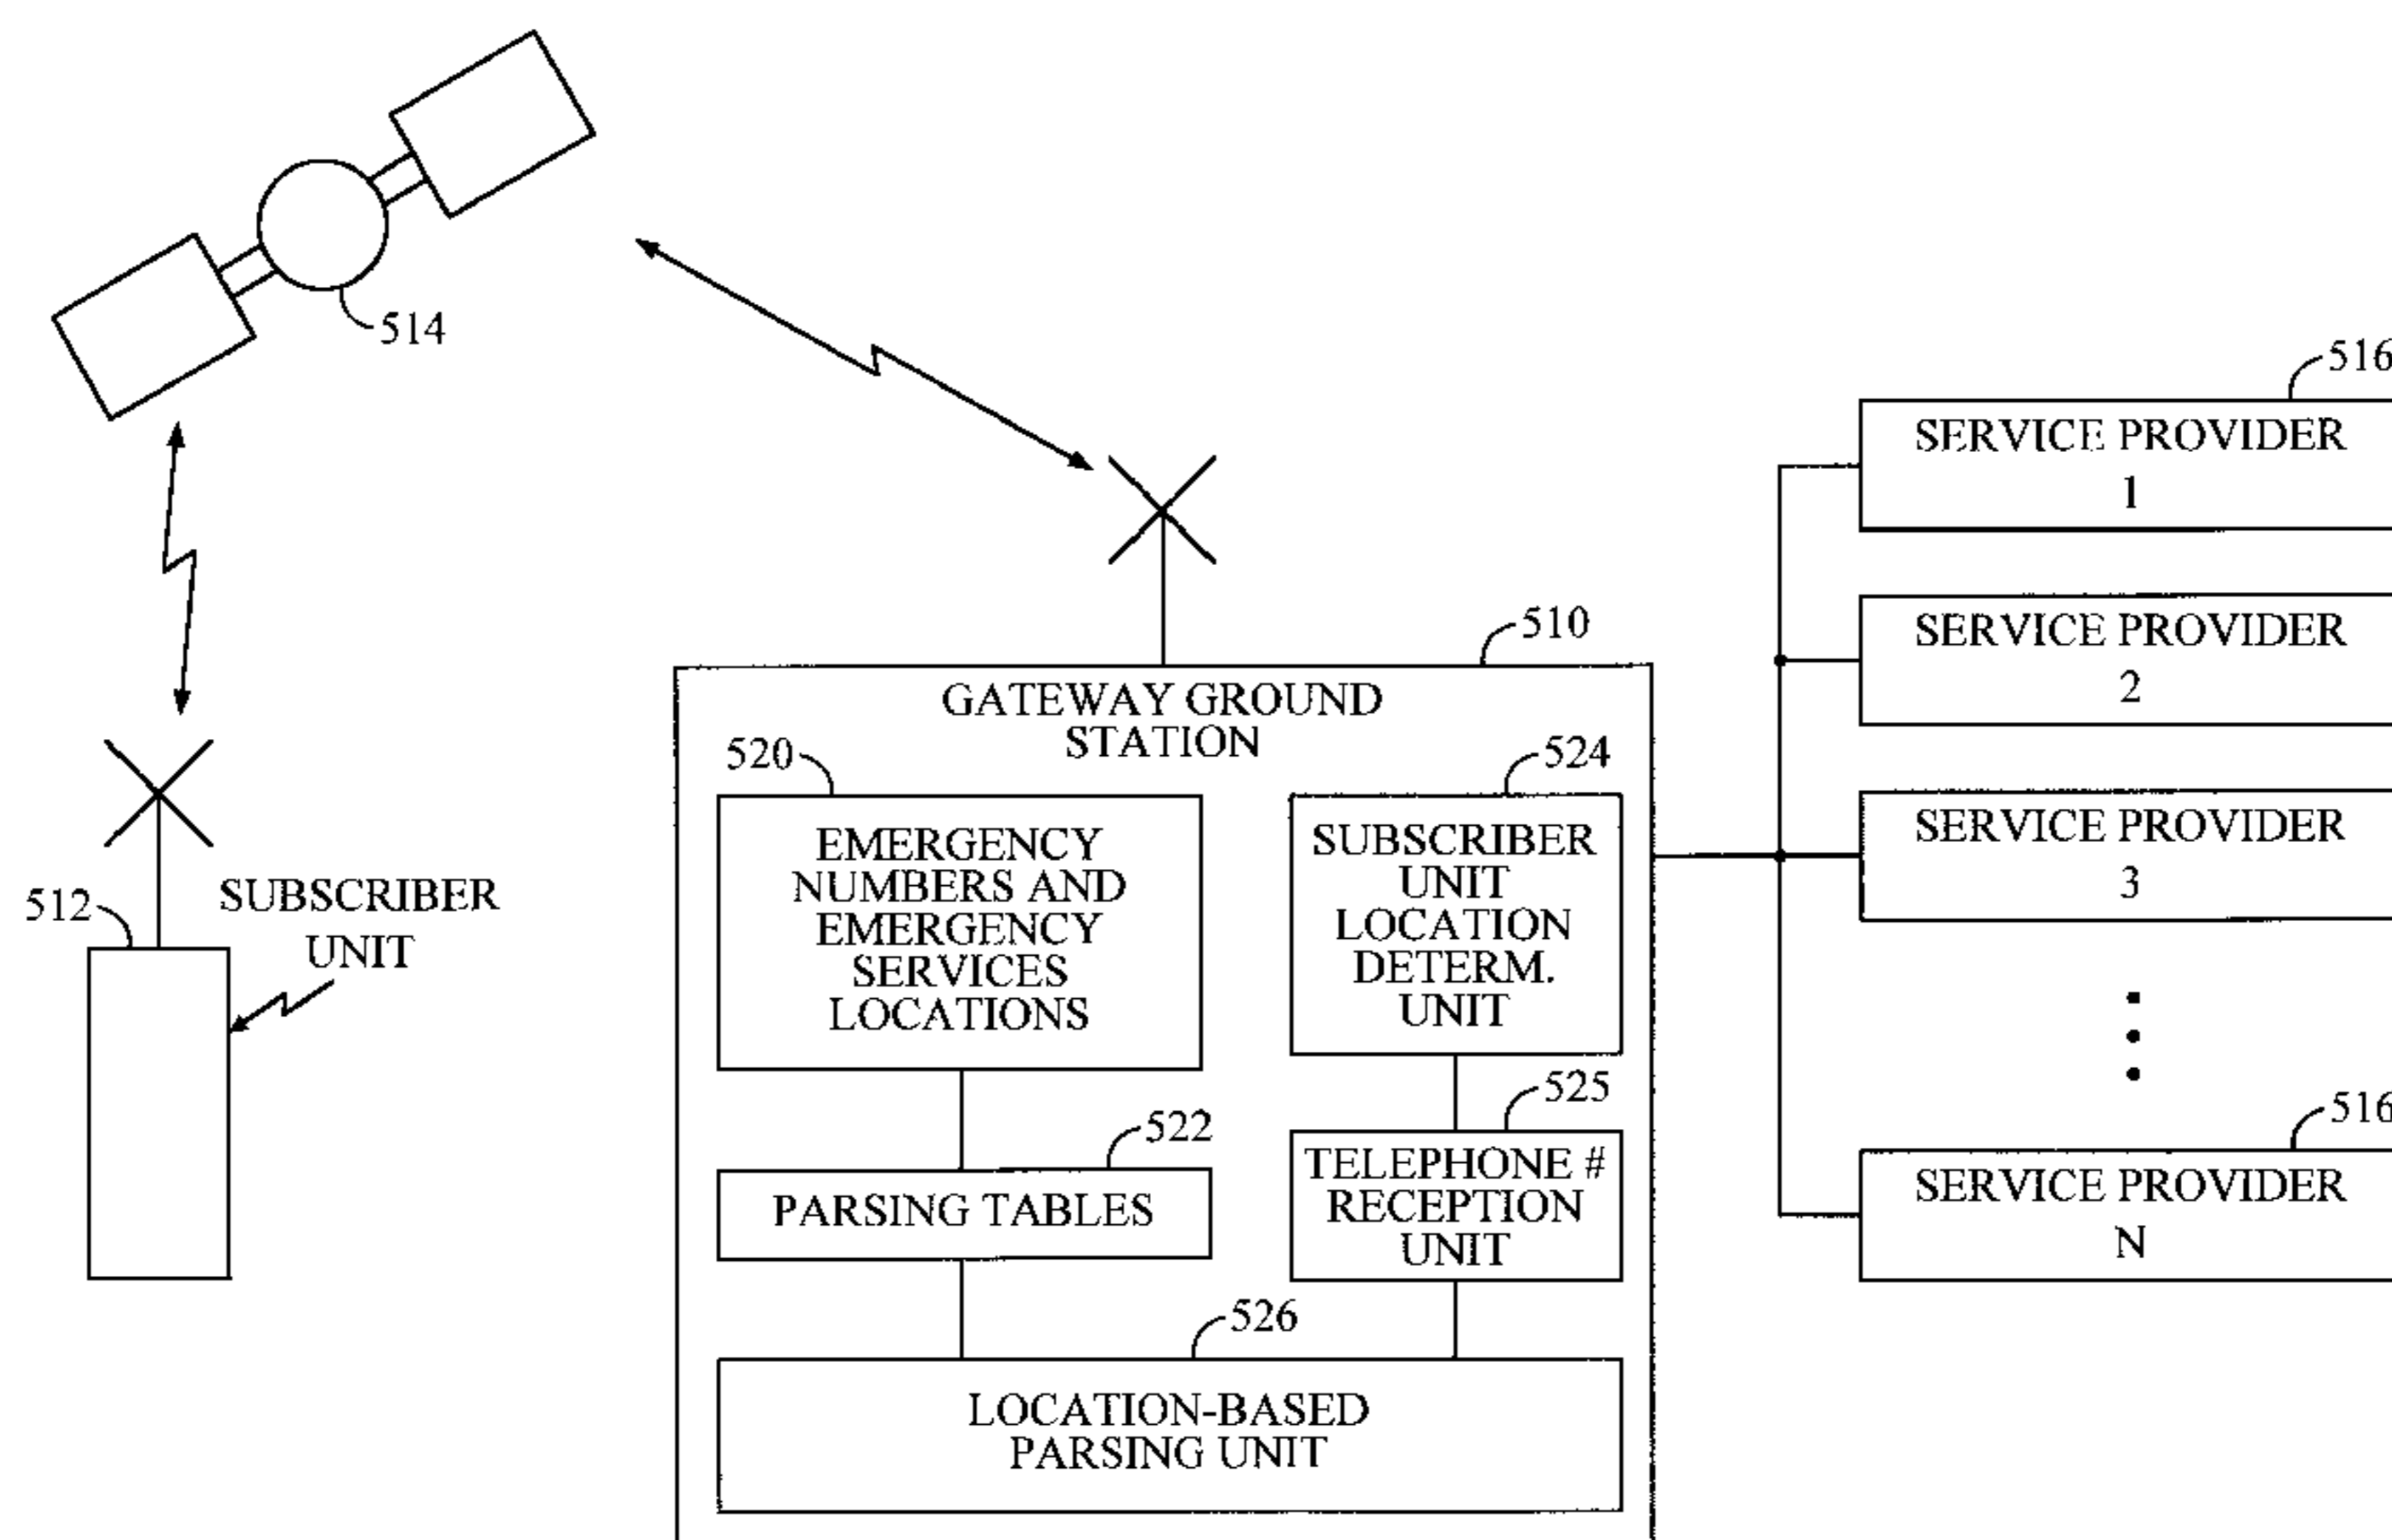 514
512
SUBSCRIBER
UNIT
510
GATEWAY GROUND
STATION
520
EMERGENCY
NUMBERS AND
EMERGENCY
SERVICES
LOCATIONS
524
SUBSCRIBER
UNIT
LOCATION
DETERM.
UNIT
522
PARSING TABLES
525
TELEPHONE #
RECEPTION
UNIT
526
LOCATION-BASED
PARSING UNIT
516
SERVICE PROVIDER
1
SERVICE PROVIDER
2
SERVICE PROVIDER
3
516
SERVICE PROVIDER
N